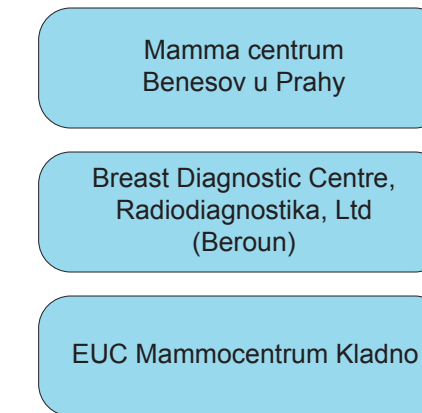 Mamma centrum
Benesov u Prahy
Breast Diagnostic Centre,
Radiodiagnostika, Ltd
(Beroun)
EUC Mammocentrum Kladno